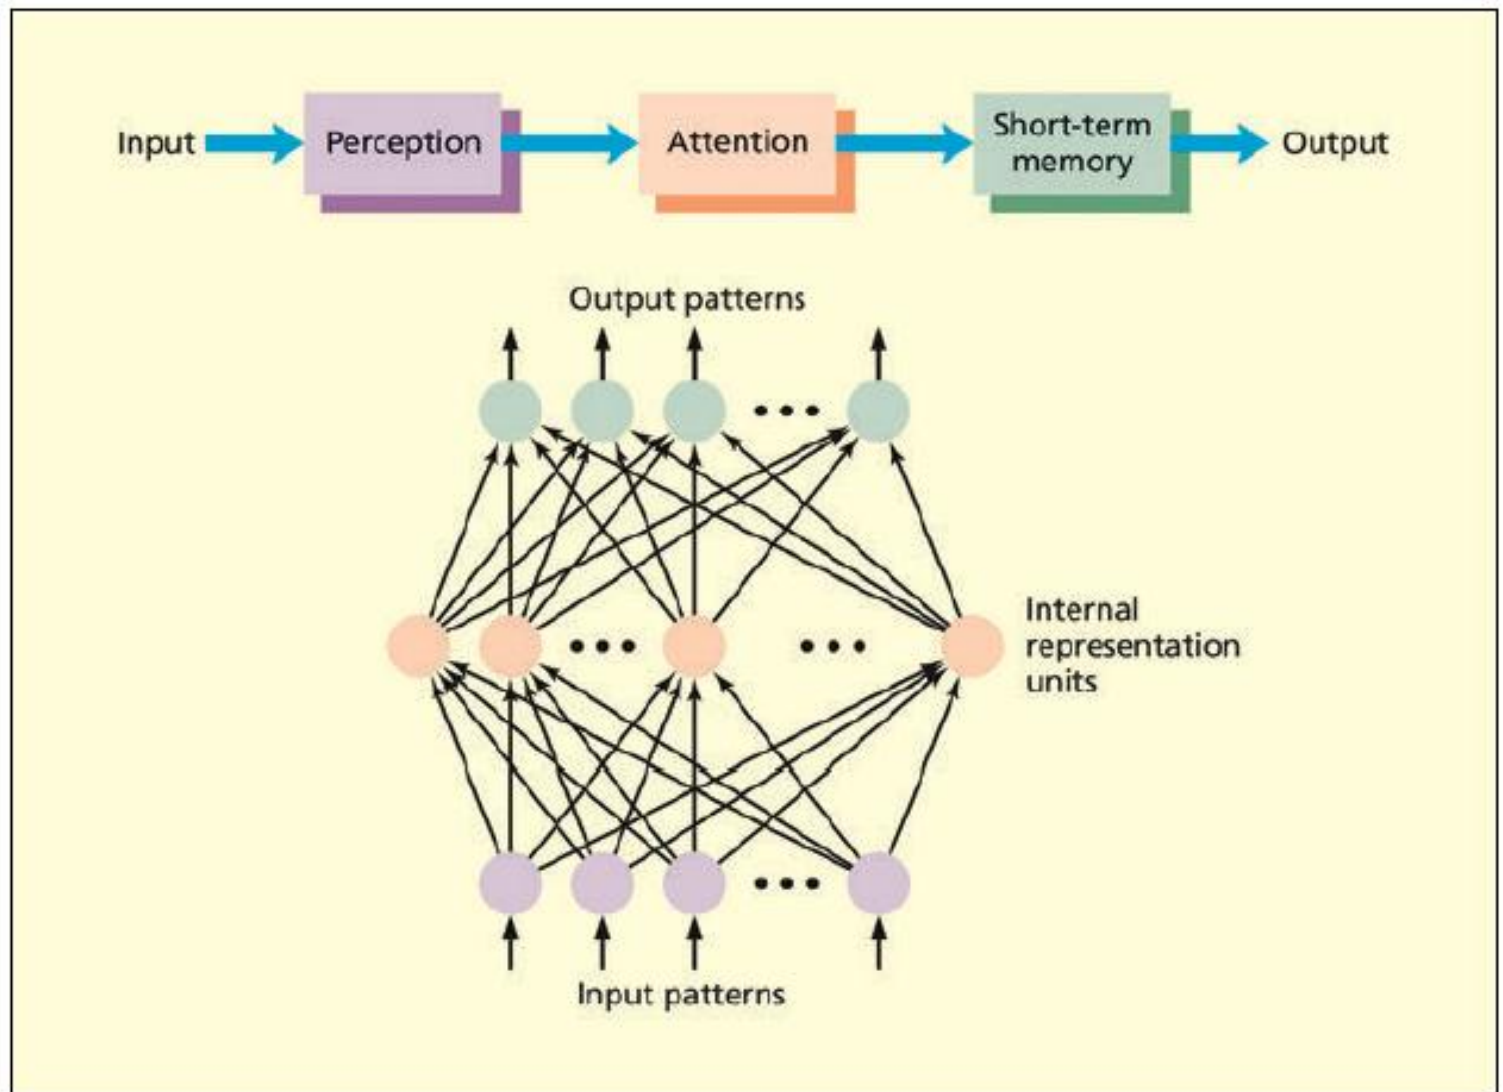 Input
Perception
Attention
Short-term
memory
Output
Output patterns
Internal
representation
units
Input patterns